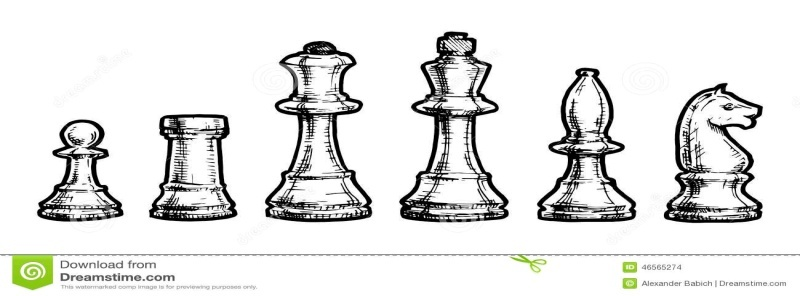 Download from
Dreamstime.com
This watermarked comp image is for previewing purposes only.
ID 46565274
© Alexander Babich | Dreamstime.com